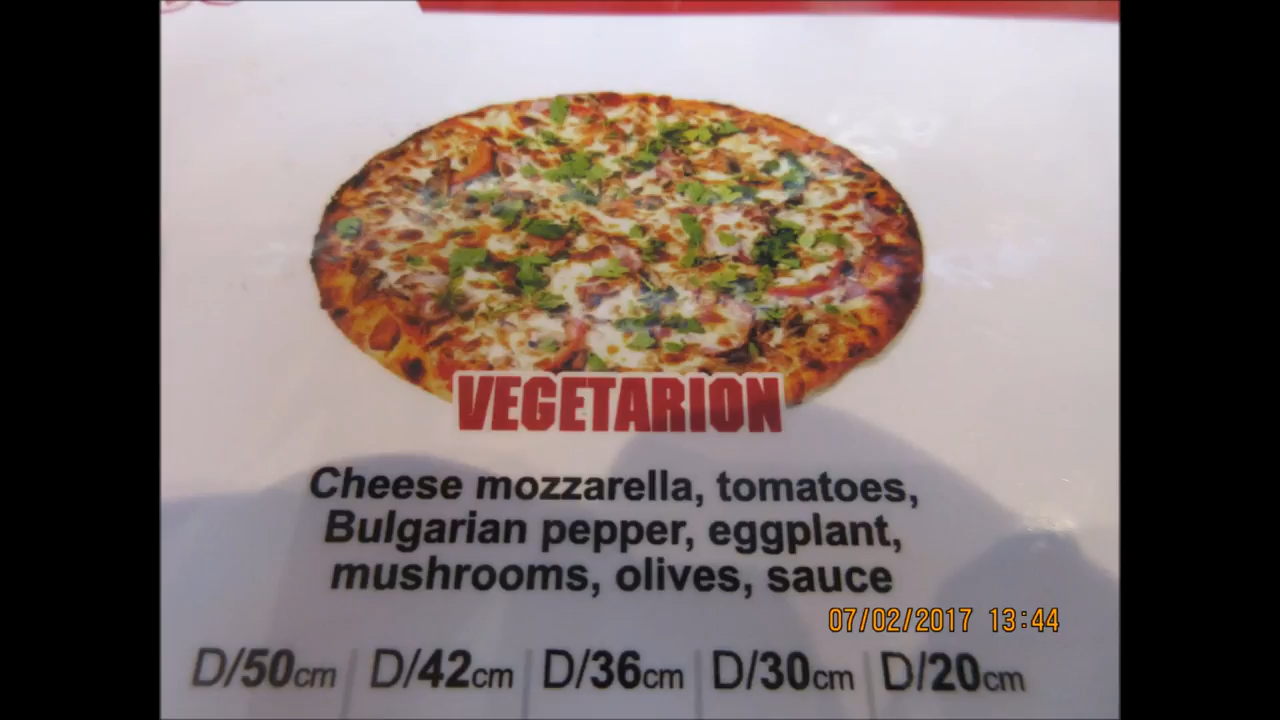 VEGETARION
Cheese mozzarella, tomatoes,
Bulgarian pepper, eggplant,
mushrooms, olives, sauce
07/02/2017 13:44
D/50cm D/42cm D/36cm D/30cm D/20cm